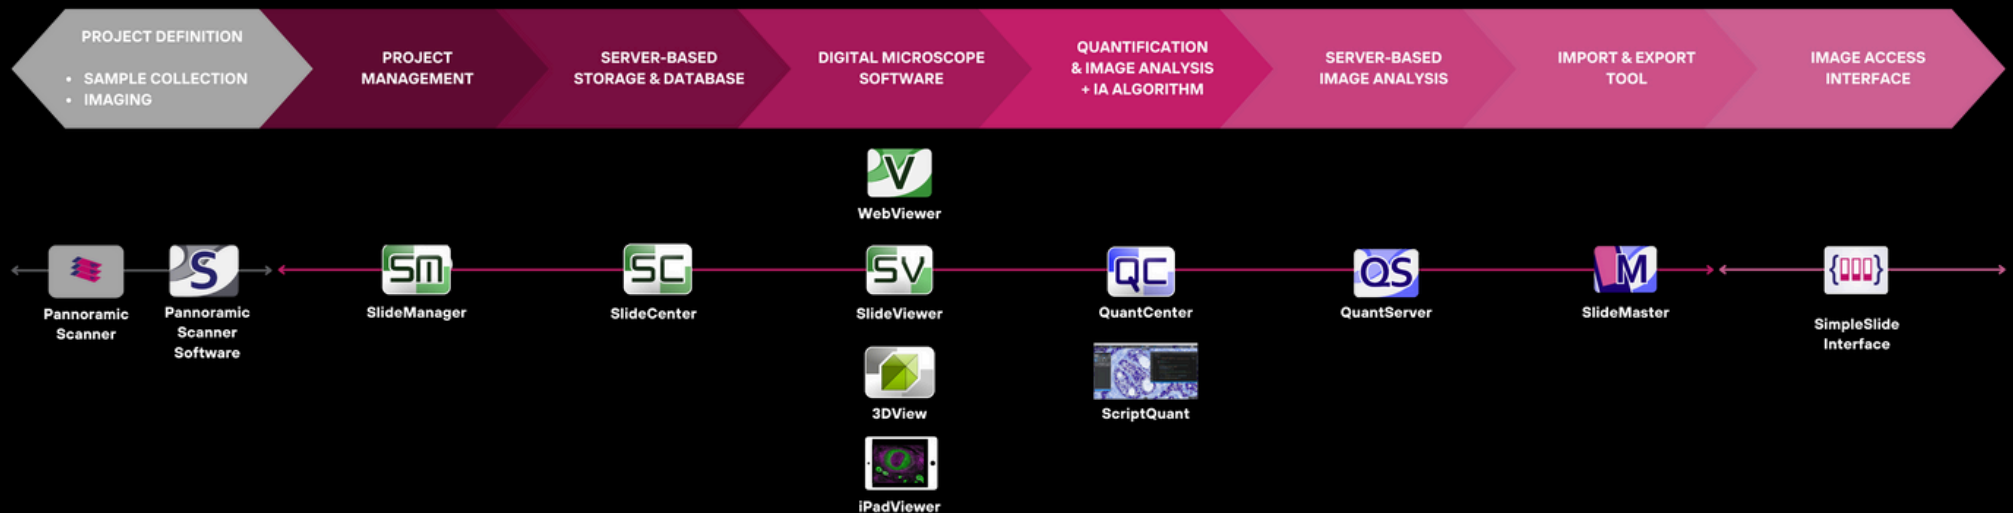 PROJECT DEFINITION
• SAMPLE COLLECTION
• IMAGING
PROJECT
MANAGEMENT
SERVER-BASED
STORAGE & DATABASE
DIGITAL MICROSCOPE
SOFTWARE
QUANTIFICATION
& IMAGE ANALYSIS
+ IA ALGORITHM
SERVER-BASED
IMAGE ANALYSIS
IMPORT & EXPORT
TOOL
IMAGE ACCESS
INTERFACE
V
WebViewer
Pannoramic
Scanner
S
Pannoramic
Scanner
Software
SM
SlideManager
SC
SlideCenter
SV
SlideViewer
QC
QuantCenter
QS
QuantServer
M
SlideMaster
SimpleSlide
Interface
3DView
ScriptQuant
iPadViewer